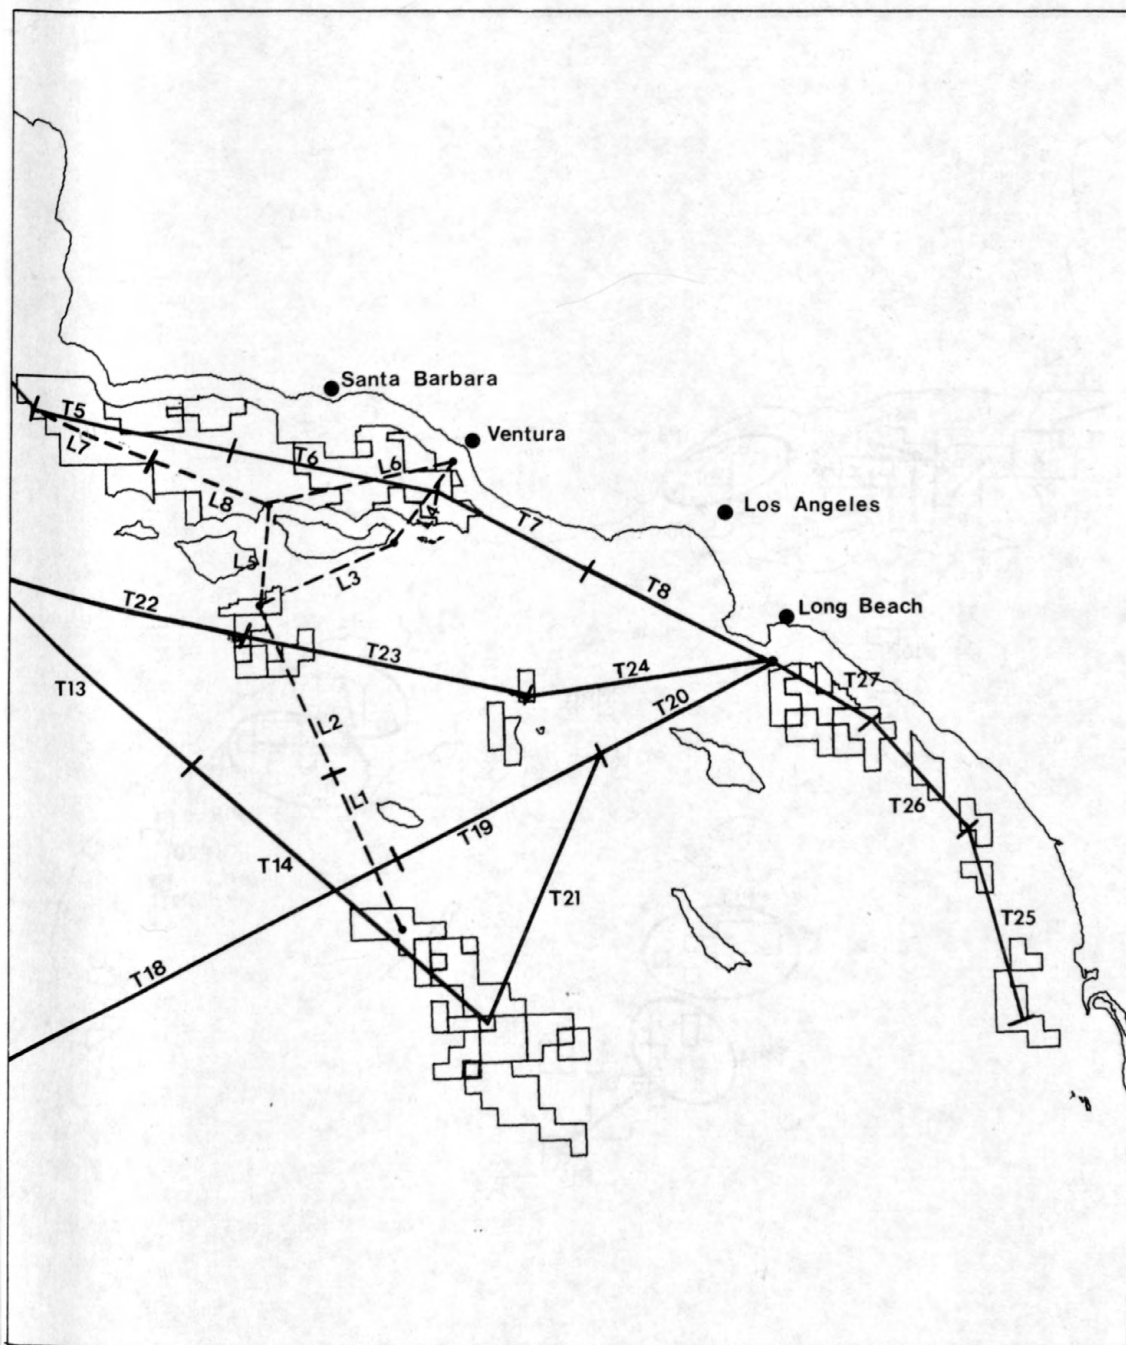 Santa Barbara
T5
Ventura
L7
T6
L6
L8
L4
T7
Los Angeles
L5
L3
T8
T22
Long Beach
T23
T24
T27
T13
T20
L2
L1
T26
T19
T14
T21
T25
T18